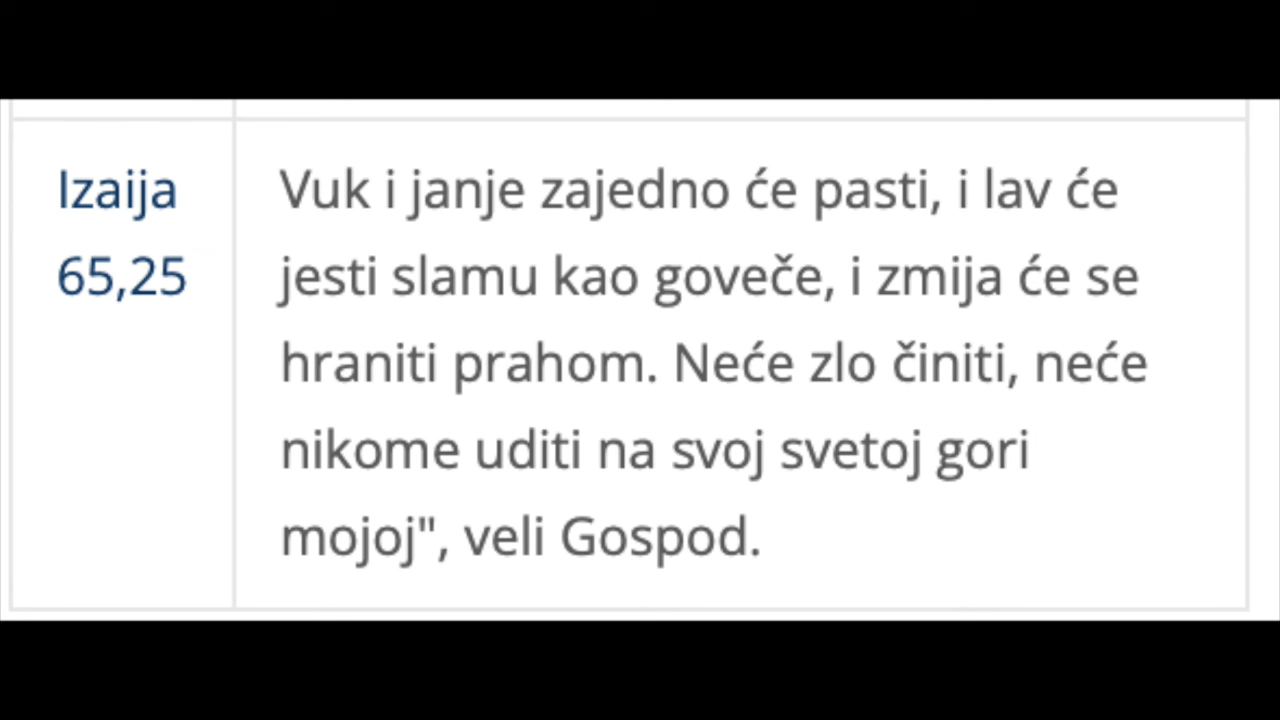 Izaija
65,25
Vuk i janje zajedno će pasti, i lav će
jesti slamu kao goveče, i zmija će se
hraniti prahom. Neće zlo činiti, neće
nikome uditi na svoj svetoj gori
mojoj", veli Gospod.